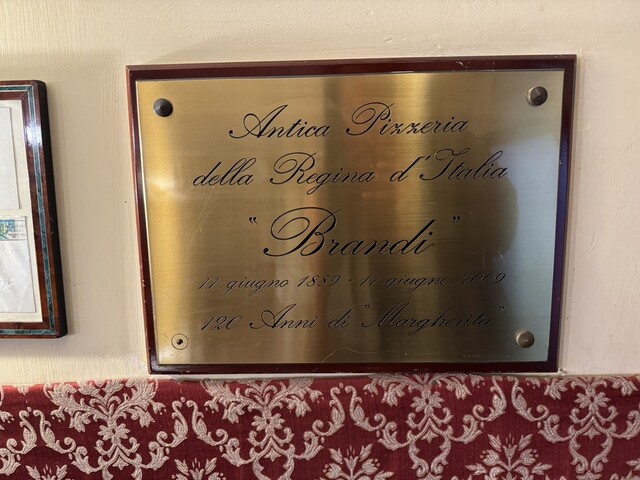 Antica Pizzeria
della Regina d'Italia
"Brandi"
11 giugno 1889 - 11 giugno 2009
120 Anni di "Margherita"